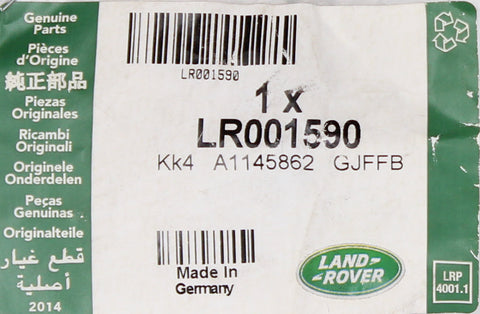 Genuine
Parts
Pièces
d'Origine
純正部品
Piezas
Originales
Ricambi
Originali
Originele
Onderdelen
Peças
Genuinas
Originalteile
قطع غيار
أصلية
2014
LR001590
1 x
LR001590
Kk4 A1145862 GJFFB
Made In
Germany
LAND-
-ROVER
LRP
4001.1